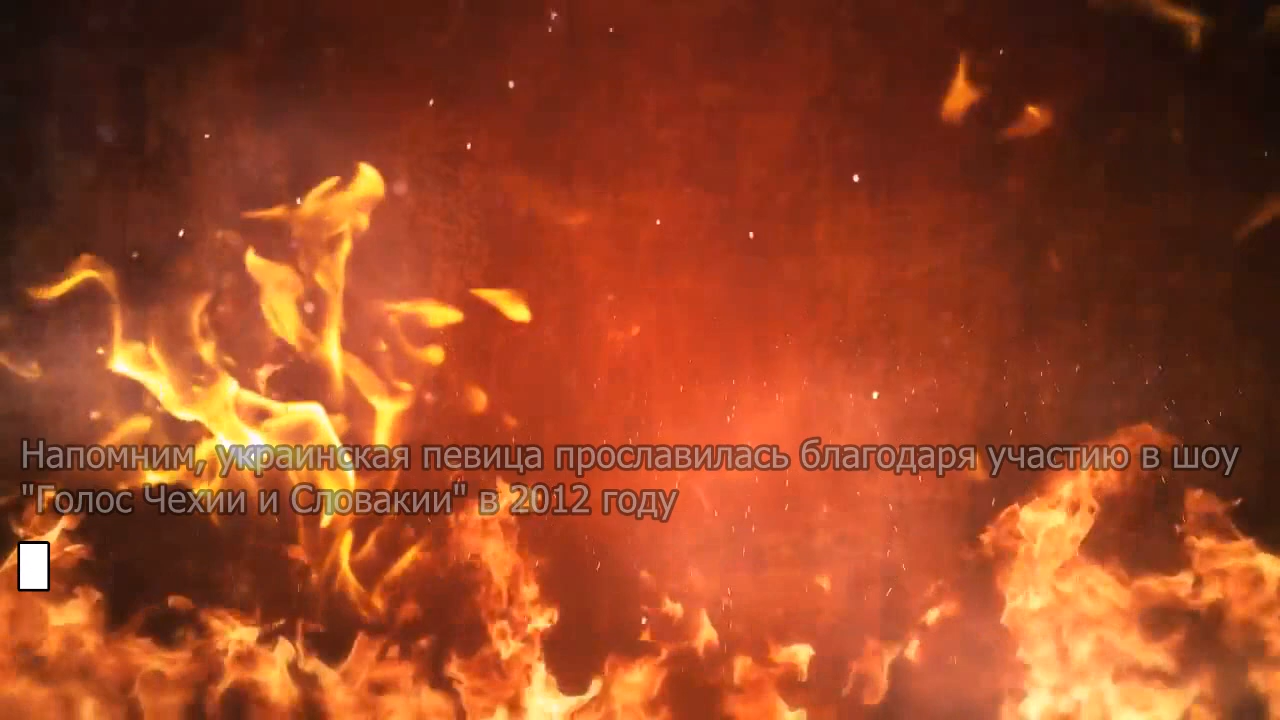 Напомним, украинская певица прославилась благодаря участию в шоу
"Голос Чехии и Словакии" в 2012 году